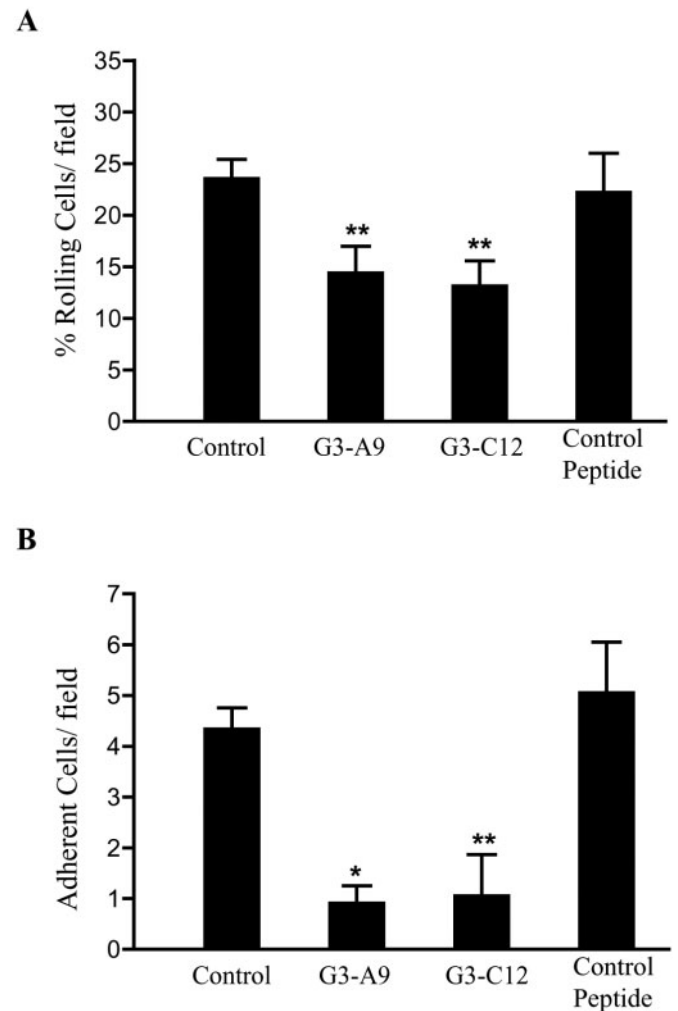 A
% Rolling Cells/ field
35
30
25
20
15
10
5
0
**
**
Control
G3-A9
G3-C12
Control
Peptide
B
Adherent Cells/ field
7
6
5
4
3
2
1
0
*
**
Control
G3-A9
G3-C12
Control
Peptide